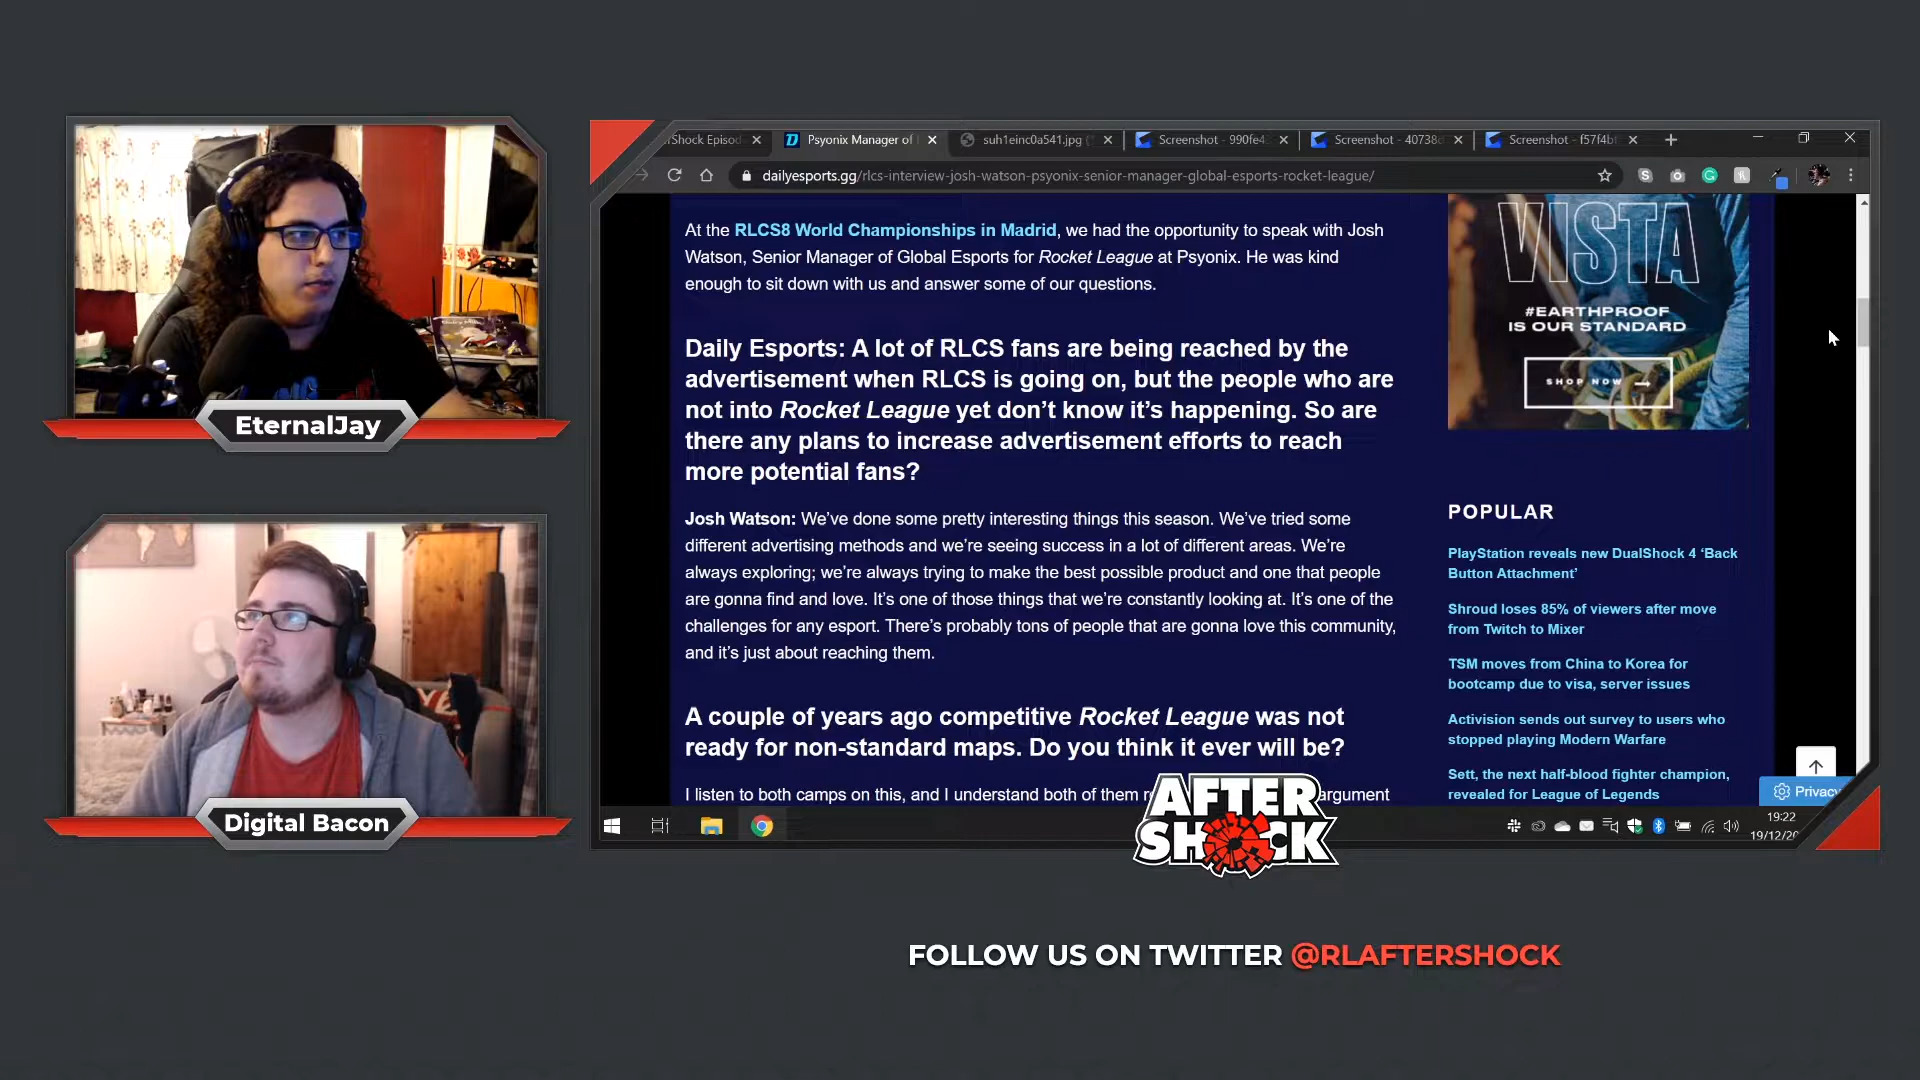 EternalJay
Digital Bacon
Psyonix Manager of
suh1einc0a541.jpg
Screenshot - 990fe4
Screenshot - 40738
Screenshot - f57f4b
dailyesports.gg/rlcs-interview-josh-watson-psyonix-senior-manager-global-esports-rocket-league/
At the RLCS8 World Championships in Madrid, we had the opportunity to speak with Josh
Watson, Senior Manager of Global Esports for Rocket League at Psyonix. He was kind
enough to sit down with us and answer some of our questions.
Daily Esports: A lot of RLCS fans are being reached by the
advertisement when RLCS is going on, but the people who are
not into Rocket League yet don’t know it’s happening. So are
there any plans to increase advertisement efforts to reach
more potential fans?
Josh Watson: We’ve done some pretty interesting things this season. We’ve tried some
different advertising methods and we’re seeing success in a lot of different areas. We’re
always exploring; we’re always trying to make the best possible product and one that people
are gonna find and love. It’s one of those things that we’re constantly looking at. It’s one of the
challenges for any esport. There’s probably tons of people that are gonna love this community,
and it’s just about reaching them.
A couple of years ago competitive Rocket League was not
ready for non-standard maps. Do you think it ever will be?
I listen to both camps on this, and I understand both of them
argument
VISTA
#EARTHPROOF
IS OUR STANDARD
SHOP NOW
POPULAR
PlayStation reveals new DualShock 4 ‘Back
Button Attachment’
Shroud loses 85% of viewers after move
from Twitch to Mixer
TSM moves from China to Korea for
bootcamp due to visa, server issues
Activision sends out survey to users who
stopped playing Modern Warfare
Sett, the next half-blood fighter champion,
revealed for League of Legends
Privacy
19:22
19/12/20
AFTER
SHOCK
FOLLOW US ON TWITTER @RLAFTERSHOCK